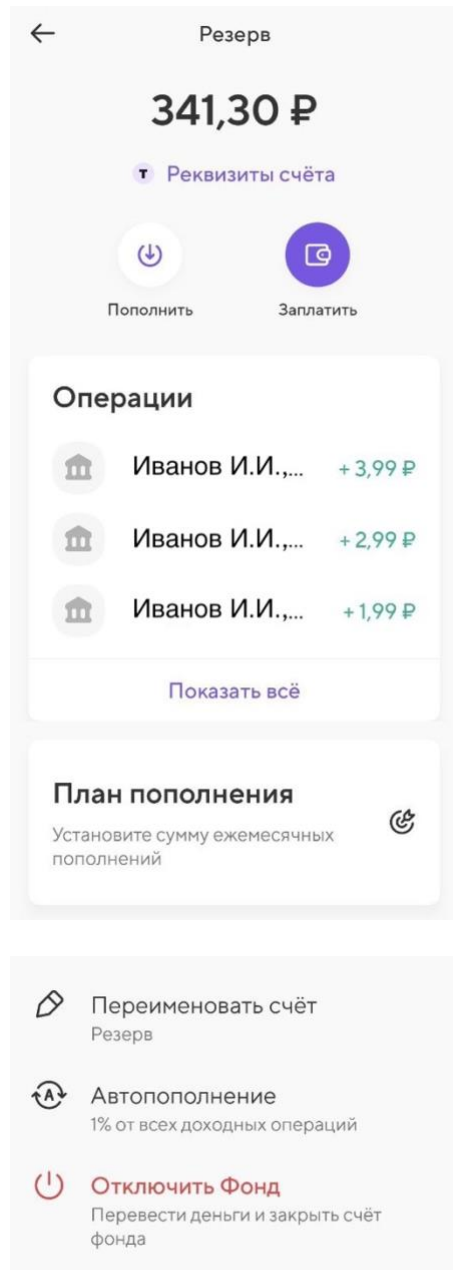 Резерв
341,30 ₽
т Реквизиты счёта
Пополнить Заплатить
Операции
Иванов И.И.,... + 3,99 ₽
Иванов И.И.,... + 2,99 ₽
Иванов И.И.,... + 1,99 ₽
Показать всё
План пополнения
Установите сумму ежемесячных
пополнений
Переименовать счёт
Резерв
A Автопополнение
1% от всех доходных операций
Отключить Фонд
Перевести деньги и закрыть счёт
фонда